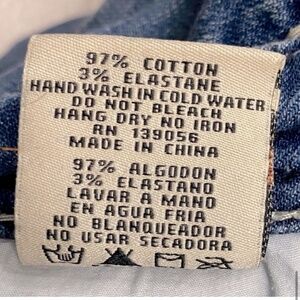 97% COTTON
3% ELASTANE
HAND WASH IN COLD WATER
DO NOT BLEACH
HANG DRY NO IRON
RN 139056
MADE IN CHINA
97% ALGODON
3% ELASTANO
LAVAR A MANO
EN AGUA FRIA
NO BLANQUEADOR
NO USAR SECADORA